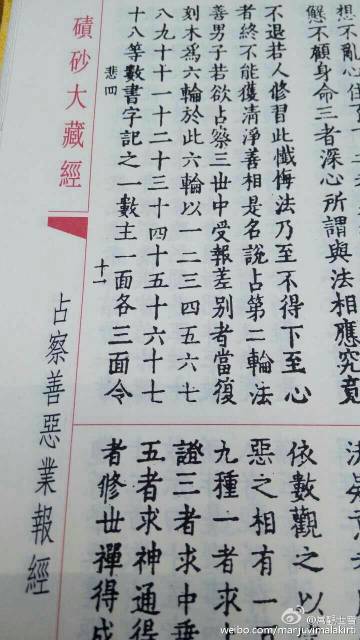 想不亂心住
懈不顧身命三者深心所謂與法相應究竟
不退若人修習此懺悔法乃至不得下至心
者終不能獲清淨善相是名說占第二輪法
善男子若欲占察三世中受報差別者當復
刻木爲六輪於此六輪以一二三四五六七
八九十十一十二十三十四十五十六十七
十八等數書字記之一數主一面各三面令
悲四 十一
依數觀之以
惡之相有一
九種一者求
證三者求中乗
五者求神通得
者修世禪得成
磧砂大藏經
占察善惡業報經
weibo.com/marjuvimalakirti